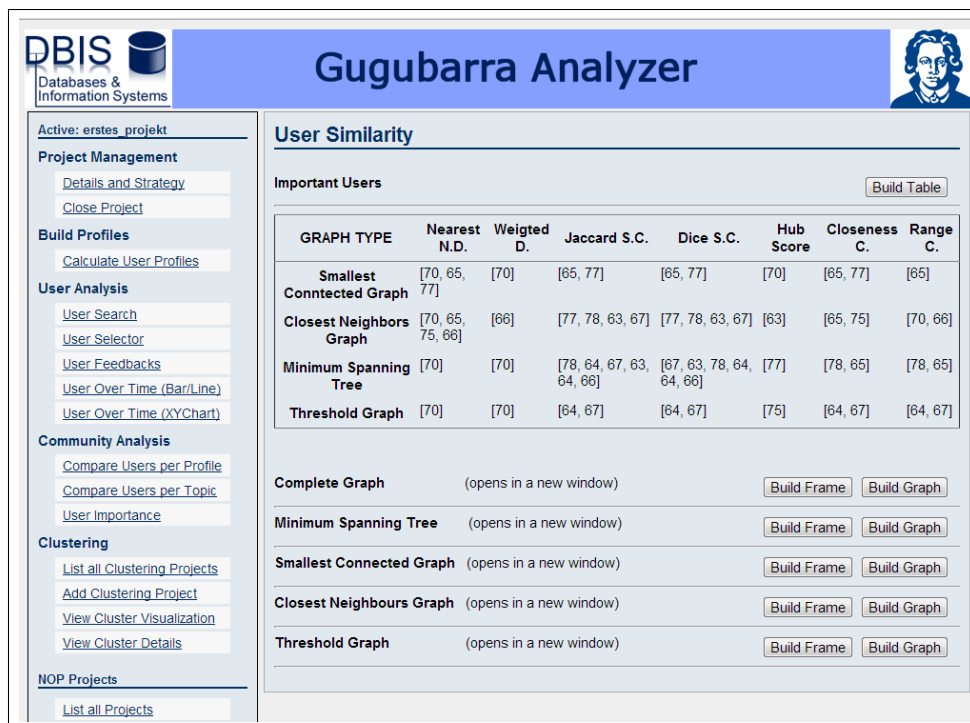 DBIS
Databases &
Information Systems
Gugubarra Analyzer
Active: erstes_projekt
Project Management
Details and Strategy
Close Project
Build Profiles
Calculate User Profiles
User Analysis
User Search
User Selector
User Feedbacks
User Over Time (Bar/Line)
User Over Time (XYChart)
Community Analysis
Compare Users per Profile
Compare Users per Topic
User Importance
Clustering
List all Clustering Projects
Add Clustering Project
View Cluster Visualization
View Cluster Details
NOP Projects
List all Projects
User Similarity
Important Users Build Table
GRAPH TYPE Nearest N.D. Weigted D. Jaccard S.C. Dice S.C. Hub Score Closeness C. Range C.
Smallest Conntected Graph [70, 65, 77] [70] [65, 77] [65, 77] [70] [65, 77] [65]
Closest Neighbors Graph [70, 65, 75, 66] [66] [77, 78, 63, 67] [77, 78, 63, 67] [63] [65, 75] [70, 66]
Minimum Spanning Tree [70] [70] [78, 64, 67, 63, 64, 66] [67, 63, 78, 64, 64, 66] [77] [78, 65] [78, 65]
Threshold Graph [70] [70] [64, 67] [64, 67] [75] [64, 67] [64, 67]
Complete Graph (opens in a new window) Build Frame Build Graph
Minimum Spanning Tree (opens in a new window) Build Frame Build Graph
Smallest Connected Graph (opens in a new window) Build Frame Build Graph
Closest Neighbours Graph (opens in a new window) Build Frame Build Graph
Threshold Graph (opens in a new window) Build Frame Build Graph